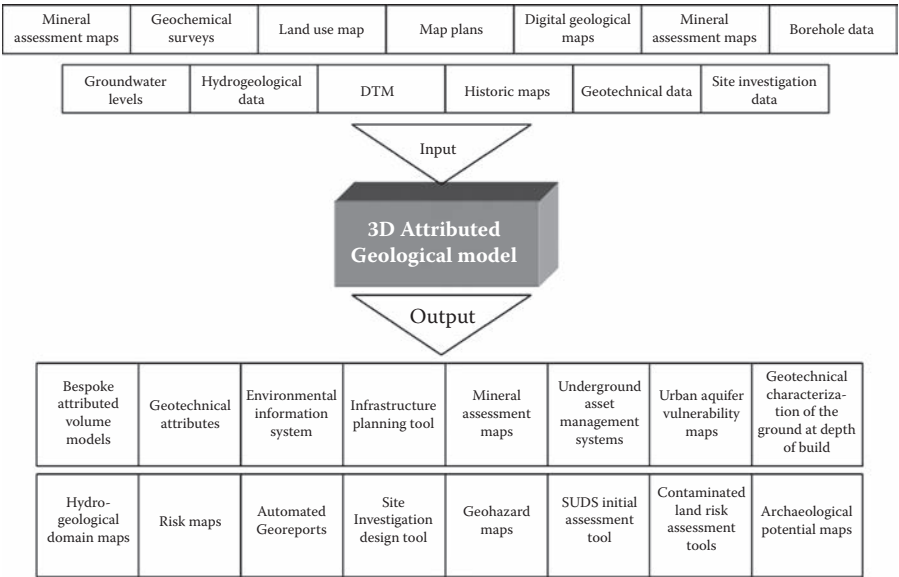 Mineral
assessment maps
Geochemical
surveys
Land use map
Map plans
Digital geological
maps
Mineral
assessment maps
Borehole data
Groundwater
levels
Hydrogeological
data
DTM
Historic maps
Geotechnical data
Site investigation
data
Input
3D Attributed
Geological model
Output
Bespoke
attributed
volume
models
Geotechnical
attributes
Environmental
information
system
Infrastructure
planning tool
Mineral
assessment
maps
Underground
asset
management
systems
Urban aquifer
vulnerability
maps
Geotechnical
characteriza-
tion of the
ground at depth
of build
Hydro-
geological
domain maps
Risk maps
Automated
Georeports
Site
Investigation
design tool
Geohazard
maps
SUDS initial
assessment
tool
Contaminated
land risk
assessment
tools
Archaeological
potential maps